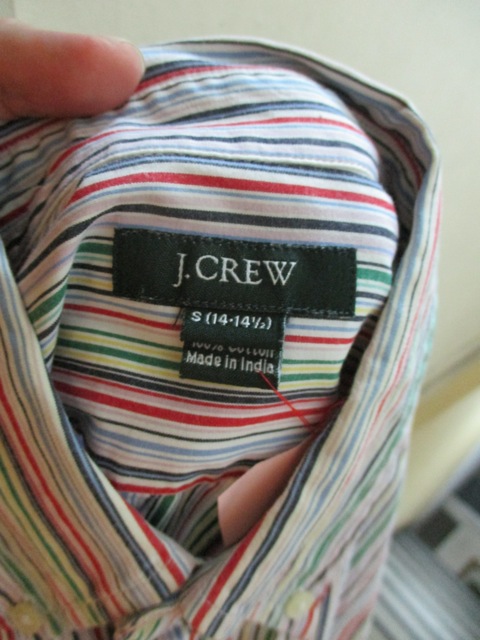 J.CREW
S (14-14½)
100% Cotton
Made in India